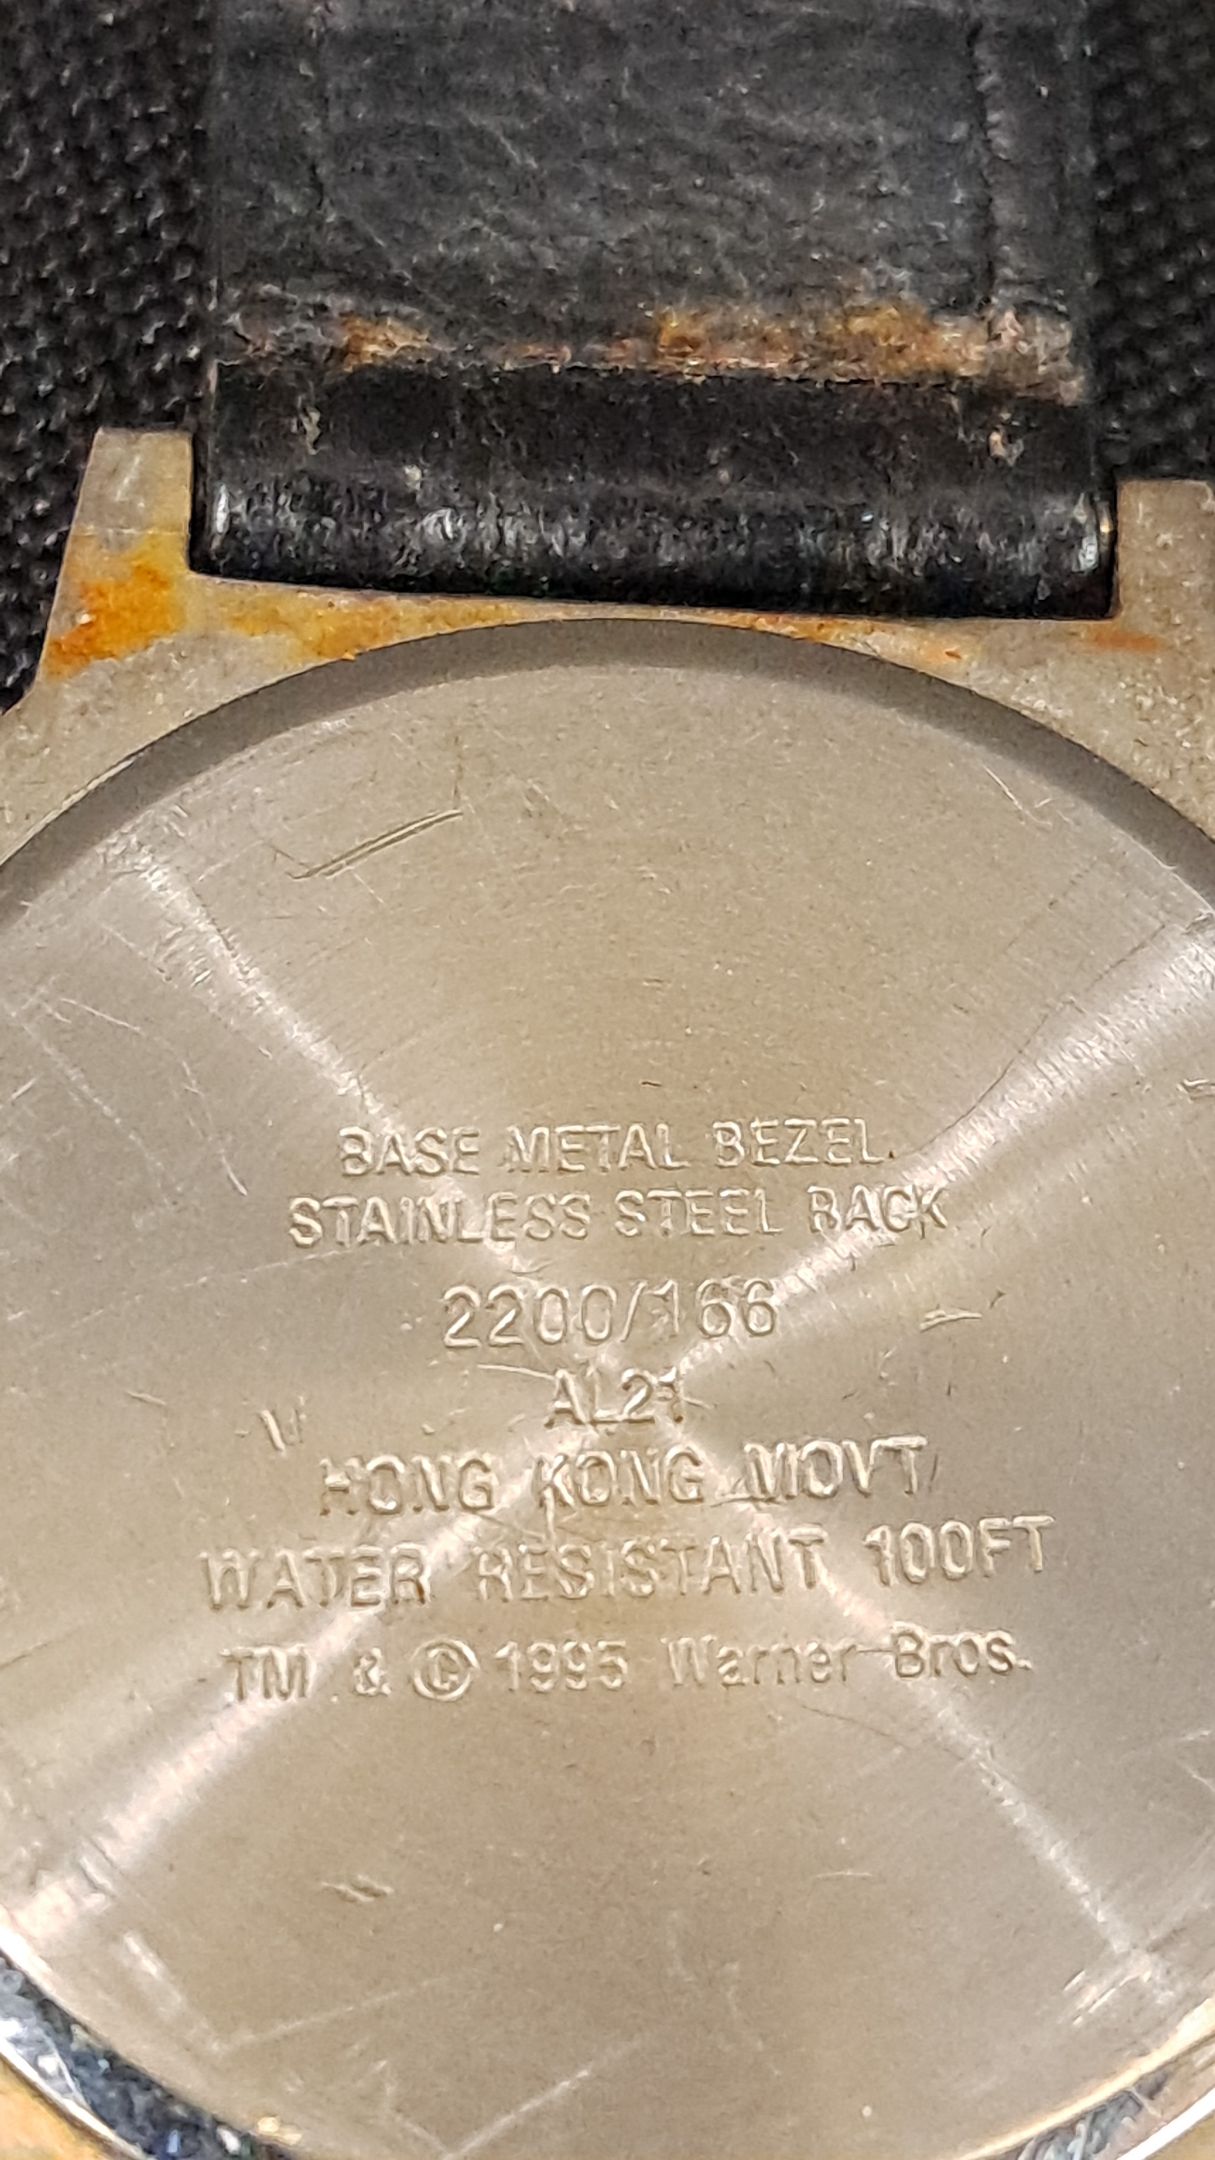 BASE METAL BEZEL
STAINLESS STEEL BACK
2200/166
AL21
HONG KONG MOVT
WATER RESISTANT 100FT
TM & © 1995 Warner Bros.